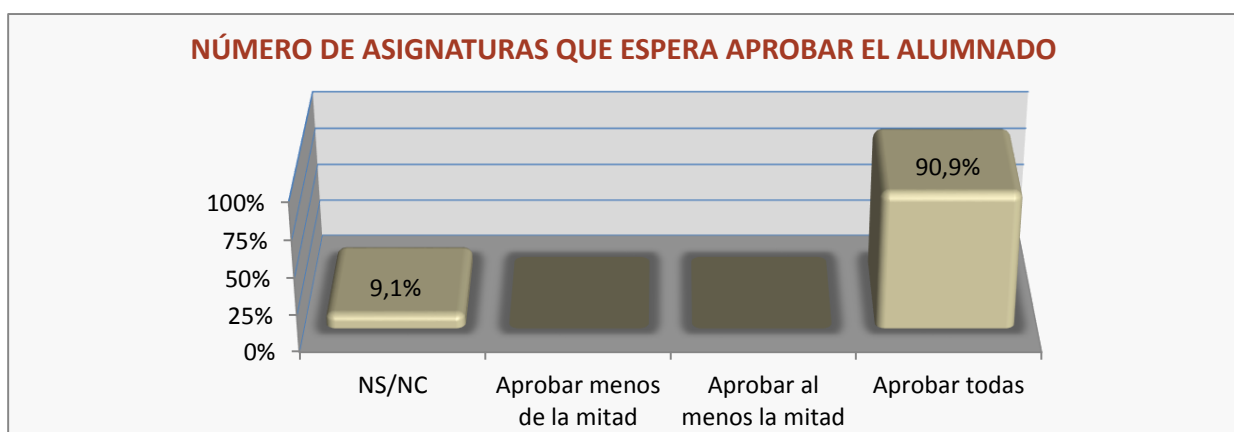 NÚMERO DE ASIGNATURAS QUE ESPERA APROBAR EL ALUMNADO
90,9%
100%
75%
50%
25%
0%
9,1%
NS/NC
Aprobar menos
de la mitad
Aprobar al
menos la mitad
Aprobar todas